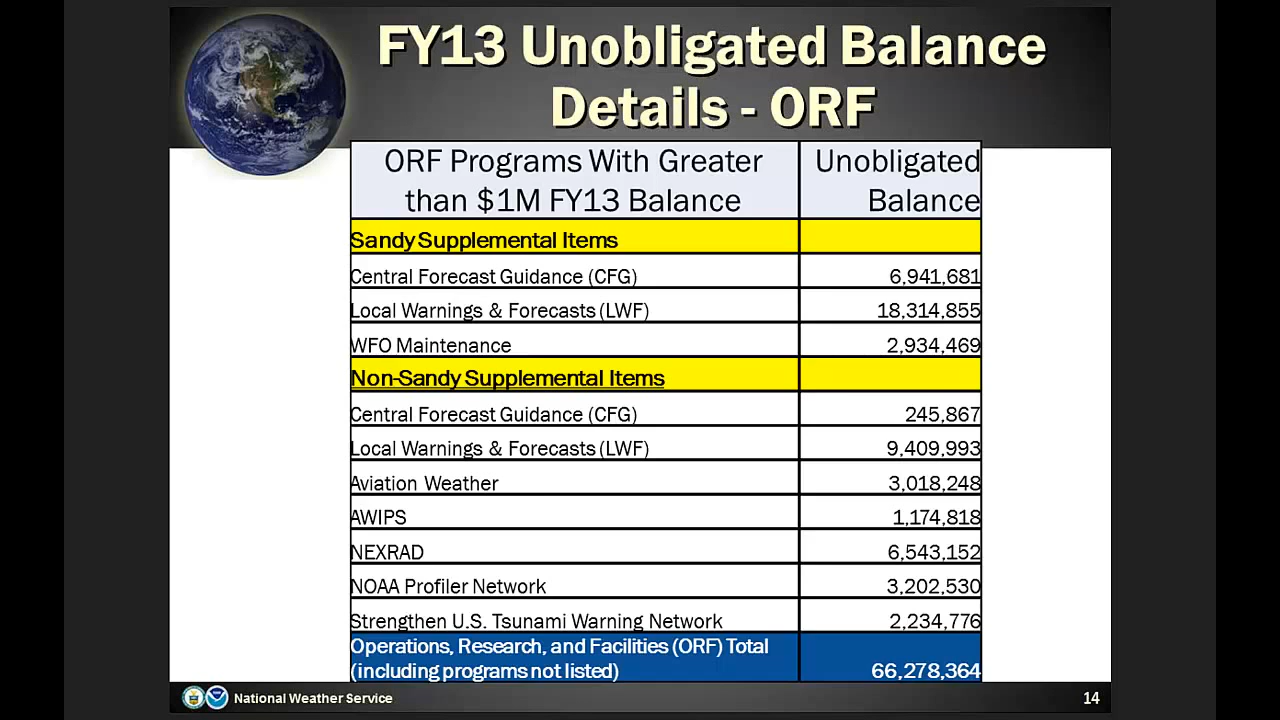 FY13 Unobligated Balance
Details - ORF
ORF Programs With Greater
than $1M FY13 Balance
Unobligated
Balance
Sandy Supplemental Items
Central Forecast Guidance (CFG) 6,941,681
Local Warnings & Forecasts (LWF) 18,314,855
WFO Maintenance 2,934,469
Non-Sandy Supplemental Items
Central Forecast Guidance (CFG) 245,867
Local Warnings & Forecasts (LWF) 9,409,993
Aviation Weather 3,018,248
AWIPS 1,174,818
NEXRAD 6,543,152
NOAA Profiler Network 3,202,530
Strengthen U.S. Tsunami Warning Network 2,234,776
Operations, Research, and Facilities (ORF) Total
(including programs not listed) 66,278,364
National Weather Service 14